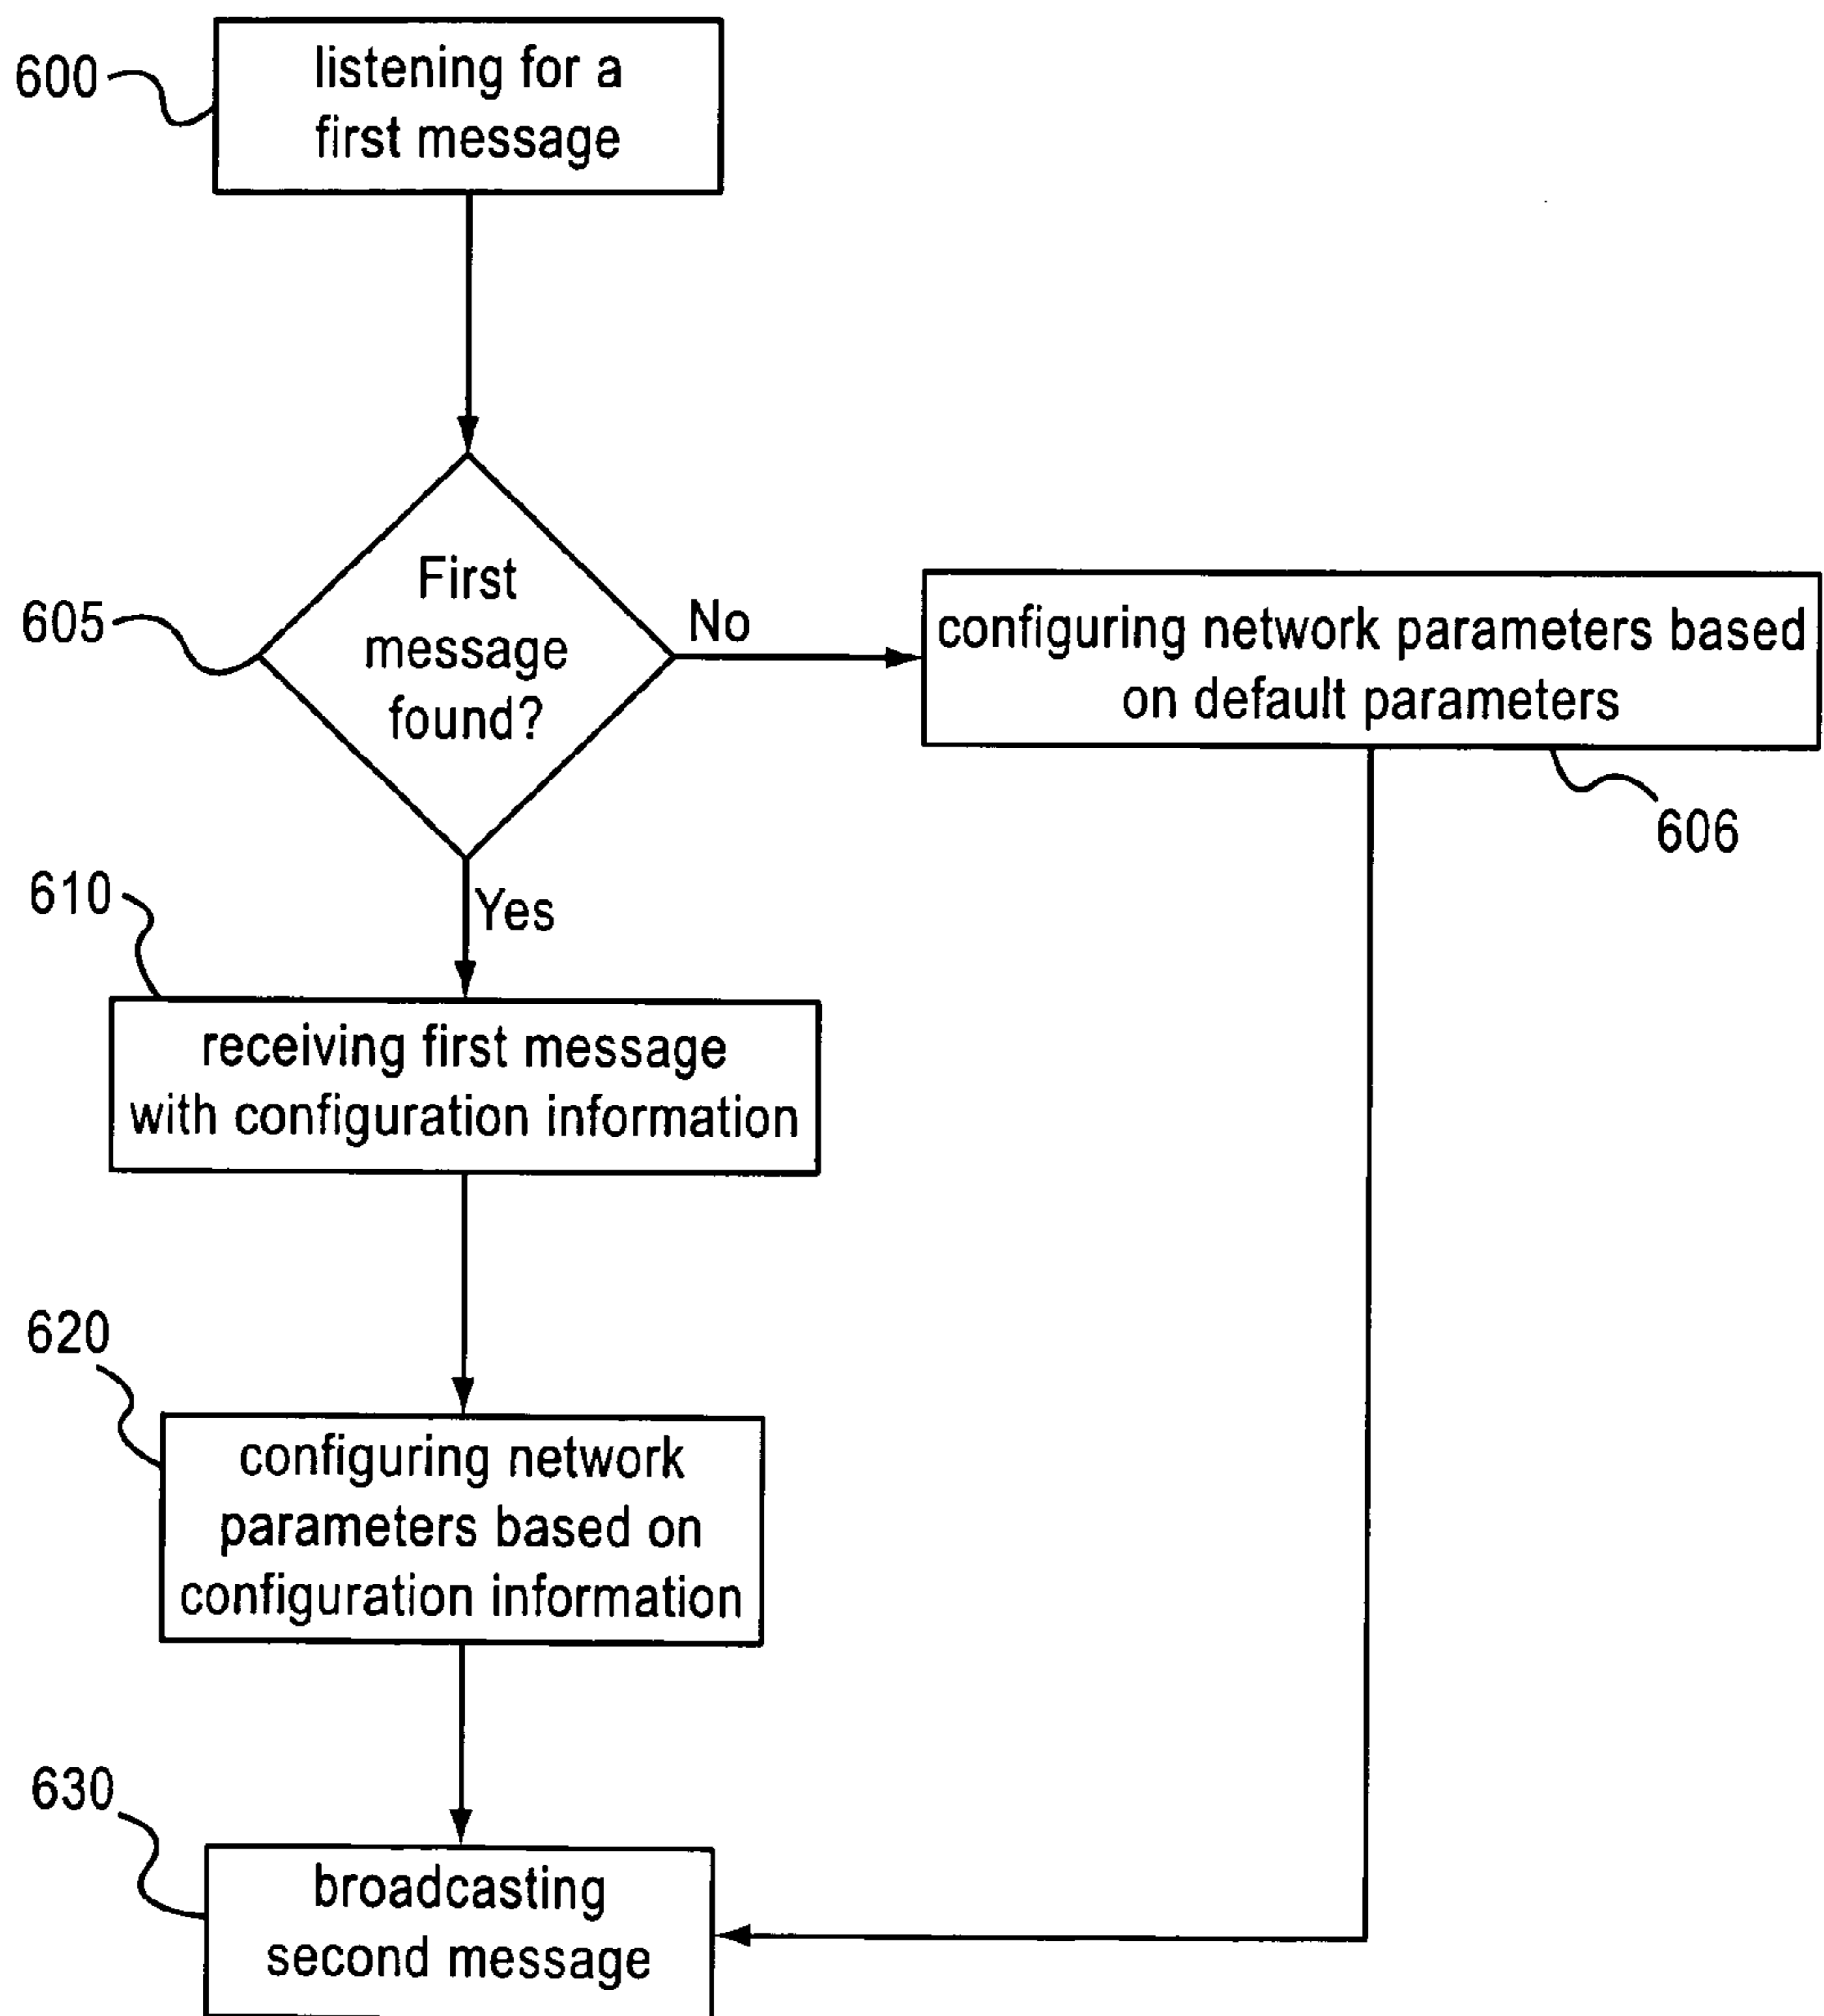 600
listening for a
first message
605
First
message
found?
No
configuring network parameters based
on default parameters
606
Yes
610
receiving first message
with configuration information
620
configuring network
parameters based on
configuration information
630
broadcasting
second message